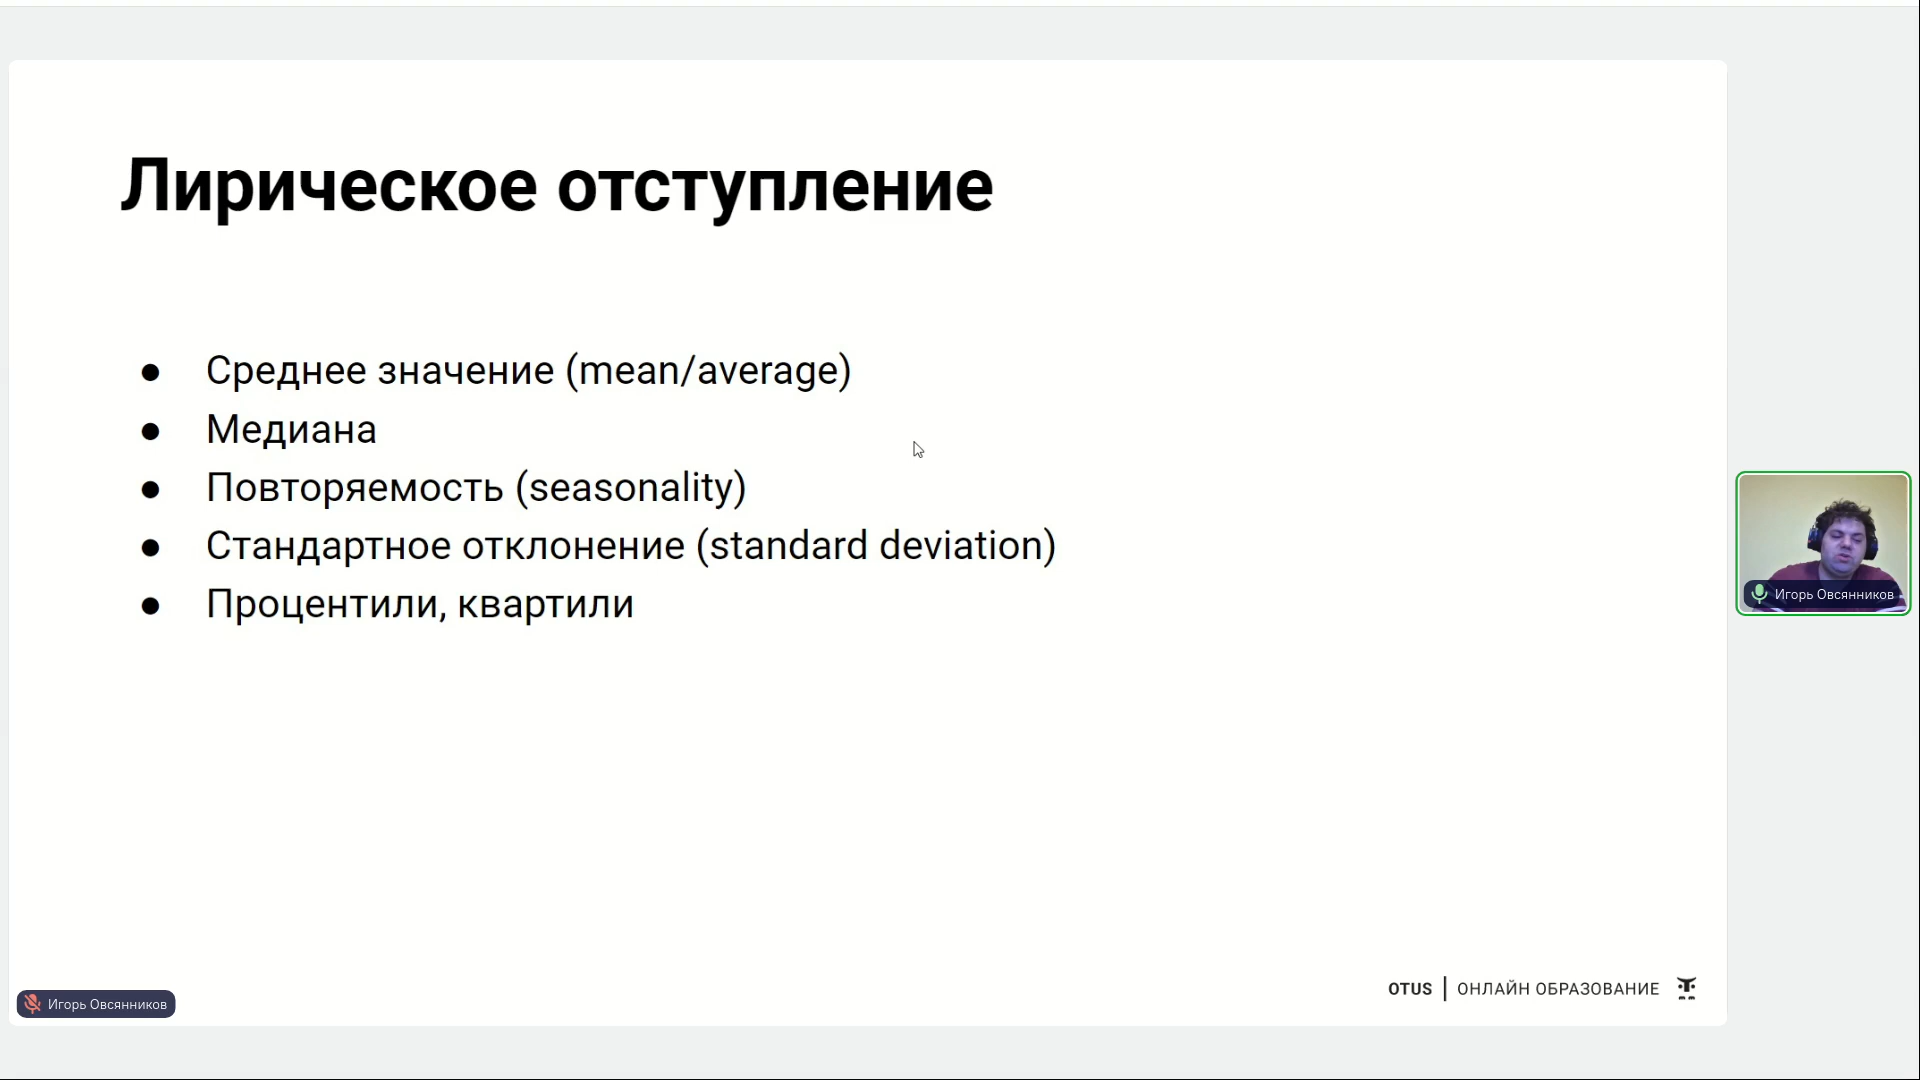 Лирическое отступление
● Среднее значение (mean/average)
● Медиана
● Повторяемость (seasonality)
● Стандартное отклонение (standard deviation)
● Процентили, квартили
Игорь Овсянников
OTUS | ОНЛАЙН ОБРАЗОВАНИЕ
Игорь Овсянников